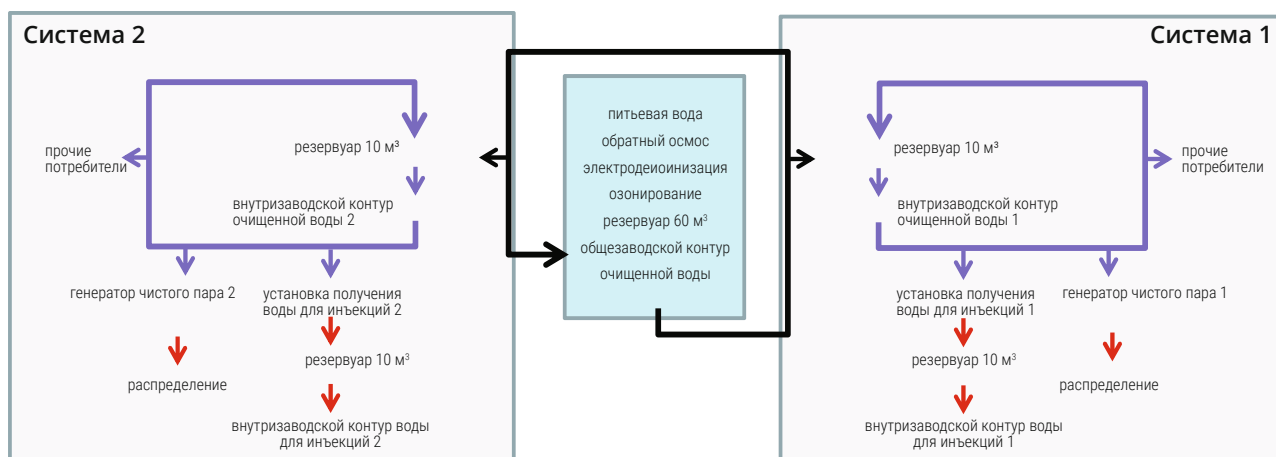 Система 2
прочие
потребители
резервуар 10 м³
внутризаводской контур
очищенной воды 2
генератор чистого пара 2
установка получения
воды для инъекций 2
распределение
резервуар 10 м³
внутризаводской контур воды
для инъекций 2
питьевая вода
обратный осмос
электродеионизация
озонирование
резервуар 60 м³
общезаводской контур
очищенной воды
Система 1
резервуар 10 м³
прочие
потребители
внутризаводской контур
очищенной воды 1
установка получения
воды для инъекций 1
генератор чистого пара 1
резервуар 10 м³
распределение
внутризаводской контур воды
для инъекций 1